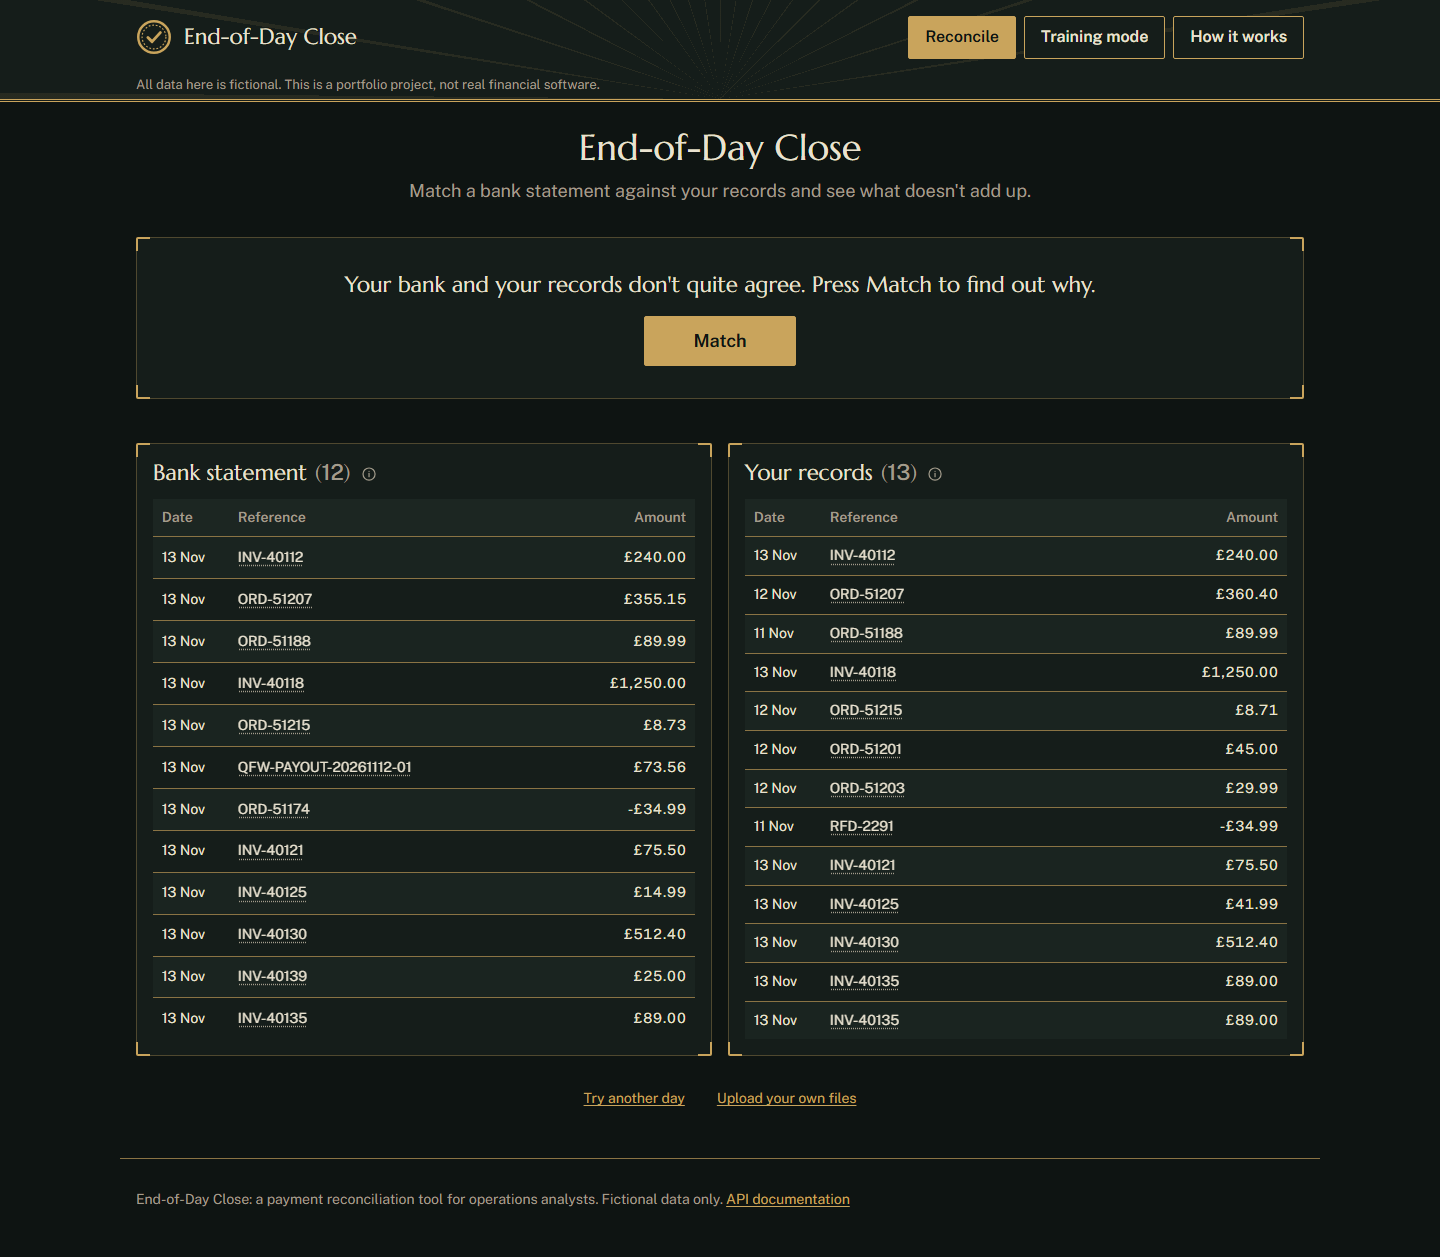 End-of-Day Close
Reconcile
Training mode
How it works
All data here is fictional. This is a portfolio project, not real financial software.
End-of-Day Close
Match a bank statement against your records and see what doesn't add up.
Your bank and your records don't quite agree. Press Match to find out why.
Match
Bank statement (12)
Date Reference Amount
13 Nov INV-40112 £240.00
13 Nov ORD-51207 £355.15
13 Nov ORD-51188 £89.99
13 Nov INV-40118 £1,250.00
13 Nov ORD-51215 £8.73
13 Nov QFW-PAYOUT-20261112-01 £73.56
13 Nov ORD-51174 -£34.99
13 Nov INV-40121 £75.50
13 Nov INV-40125 £14.99
13 Nov INV-40130 £512.40
13 Nov INV-40139 £25.00
13 Nov INV-40135 £89.00
Your records (13)
Date Reference Amount
13 Nov INV-40112 £240.00
12 Nov ORD-51207 £360.40
11 Nov ORD-51188 £89.99
13 Nov INV-40118 £1,250.00
12 Nov ORD-51215 £8.71
12 Nov ORD-51201 £45.00
12 Nov ORD-51203 £29.99
11 Nov RFD-2291 -£34.99
13 Nov INV-40121 £75.50
13 Nov INV-40125 £41.99
13 Nov INV-40130 £512.40
13 Nov INV-40135 £89.00
13 Nov INV-40135 £89.00
Try another day
Upload your own files
End-of-Day Close: a payment reconciliation tool for operations analysts. Fictional data only. API documentation